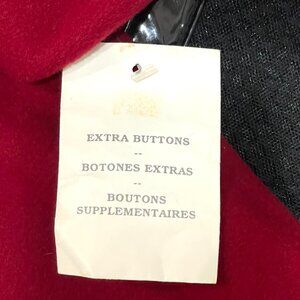 EXTRA BUTTONS
--
BOTONES EXTRAS
--
BOUTONS
SUPPLEMENTAIRES